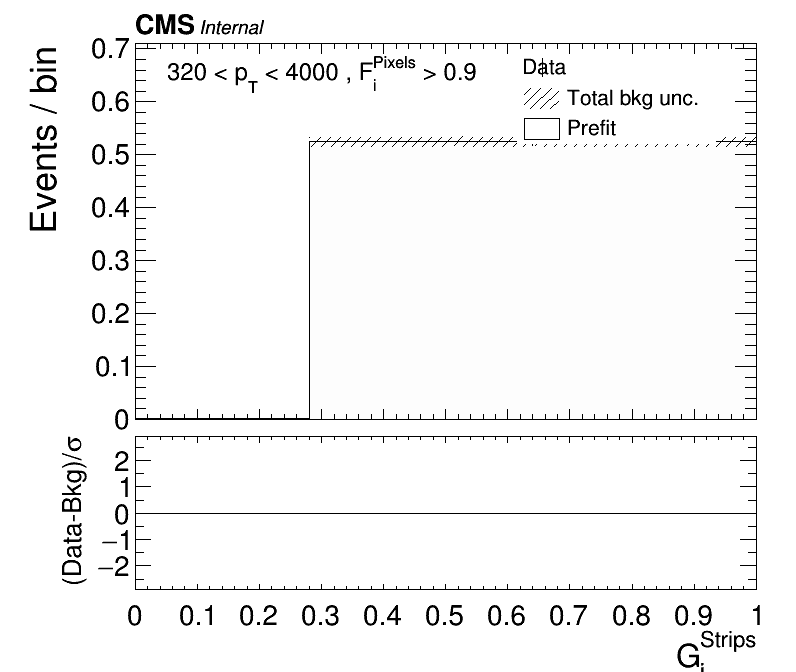 CMS Internal
Events / bin
0.7
0.6
0.5
0.4
0.3
0.2
0.1
0
320 < p_T < 4000 , F_i^Pixels > 0.9
Data
Total bkg unc.
Prefit
(Data-Bkg)/σ
2
1
0
−1
−2
0 0.1 0.2 0.3 0.4 0.5 0.6 0.7 0.8 0.9 1
G_i^Strips